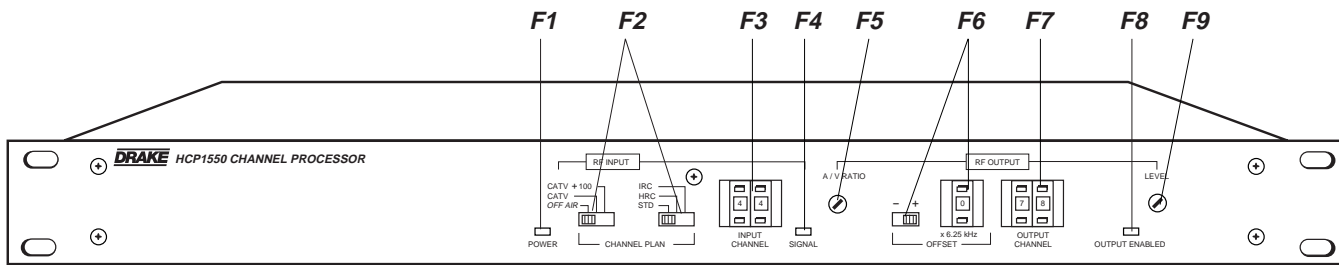 F1 F2 F3 F4 F5 F6 F7 F8 F9
DRAKE HCP1550 CHANNEL PROCESSOR
RF INPUT
RF OUTPUT
A / V RATIO
LEVEL
CATV + 100
CATV
OFF AIR
IRC
HRC
STD
4 4
– +
0
7 8
POWER
CHANNEL PLAN
INPUT
CHANNEL
SIGNAL
x 6.25 kHz
OFFSET
OUTPUT
CHANNEL
OUTPUT ENABLED